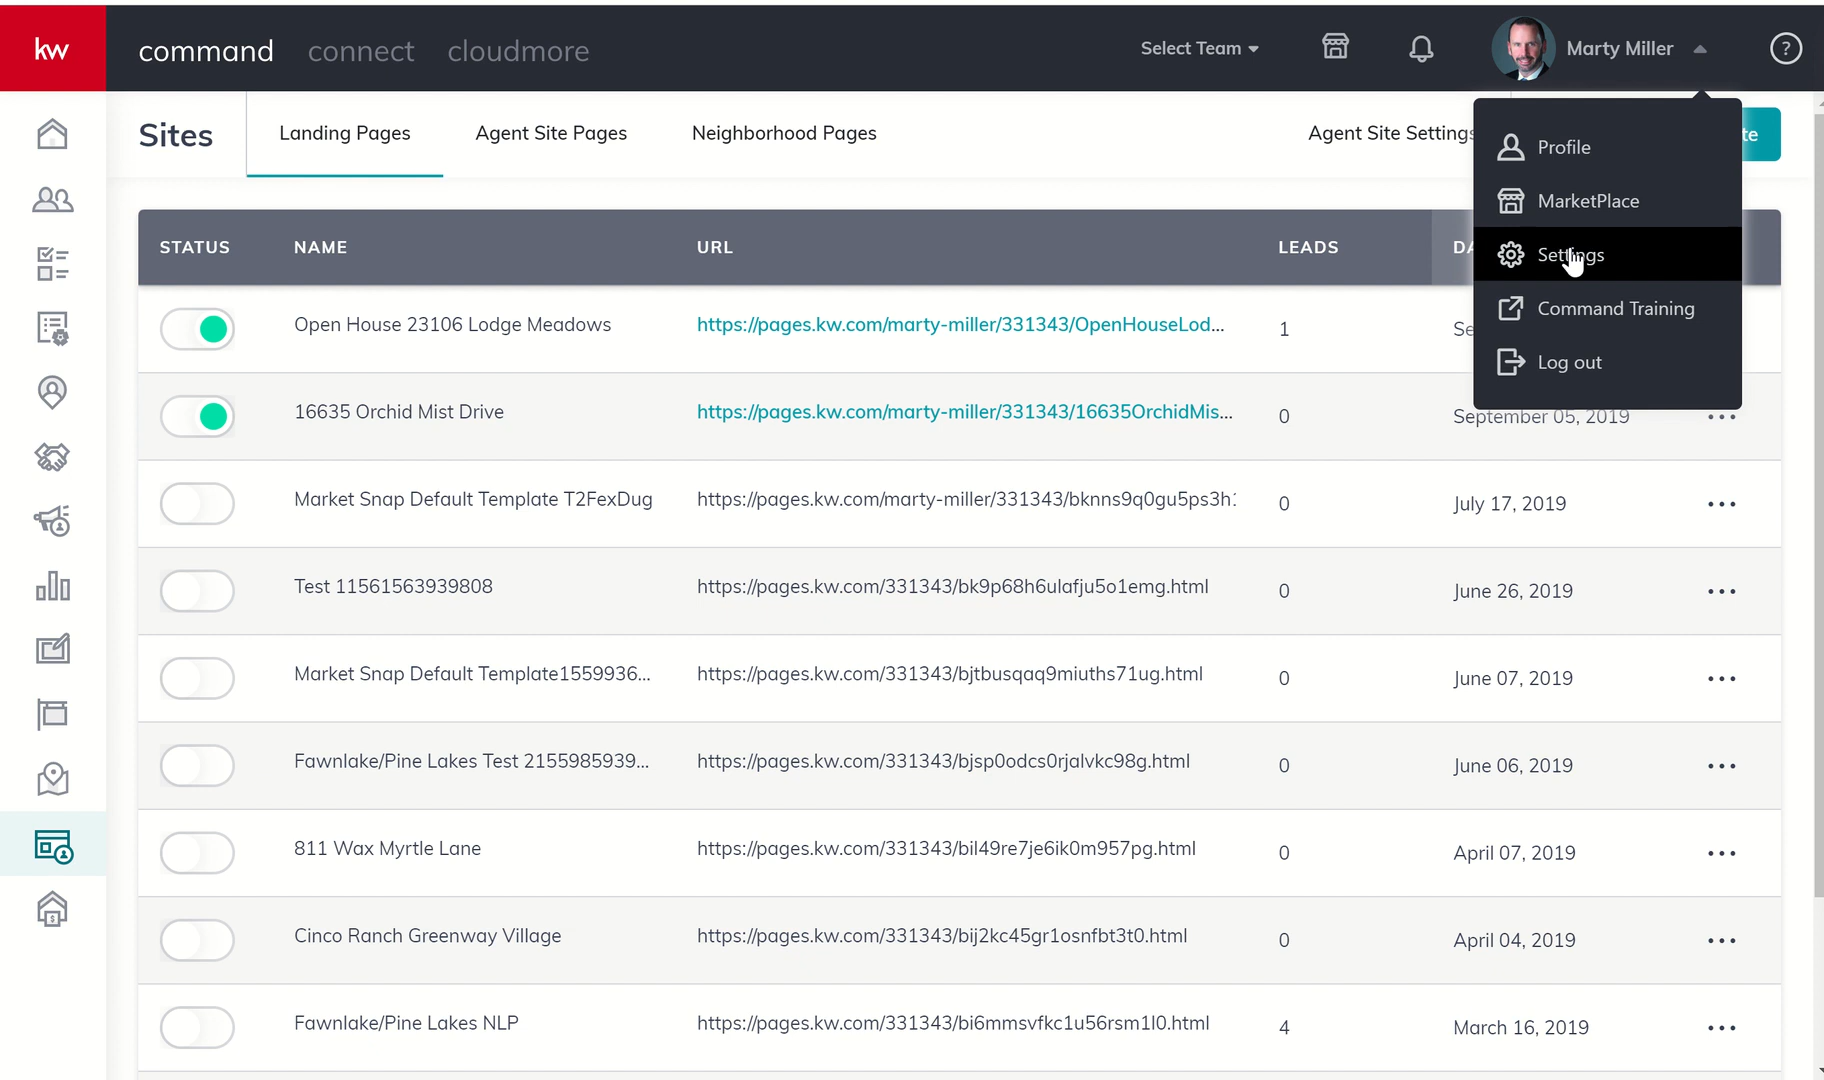 kw command connect cloudmore Select Team Marty Miller ?
Sites Landing Pages Agent Site Pages Neighborhood Pages Agent Site Settings te
Profile
MarketPlace
Settings
Command Training
Log out
STATUS NAME URL LEADS DA
Open House 23106 Lodge Meadows https://pages.kw.com/marty-miller/331343/OpenHouseLod... 1 Se
16635 Orchid Mist Drive https://pages.kw.com/marty-miller/331343/16635OrchidMis... 0 September 05, 2019 ...
Market Snap Default Template T2FexDug https://pages.kw.com/marty-miller/331343/bknns9q0gu5ps3h 0 July 17, 2019 ...
Test 11561563939808 https://pages.kw.com/331343/bk9p68h6ulafju5o1emg.html 0 June 26, 2019 ...
Market Snap Default Template1559936... https://pages.kw.com/331343/bjtbusqaq9miuths71ug.html 0 June 07, 2019 ...
Fawnlake/Pine Lakes Test 2155985939... https://pages.kw.com/331343/bjsp0odcs0rjalvkc98g.html 0 June 06, 2019 ...
811 Wax Myrtle Lane https://pages.kw.com/331343/bil49re7je6ik0m957pg.html 0 April 07, 2019 ...
Cinco Ranch Greenway Village https://pages.kw.com/331343/bij2kc45gr1osnfbt3t0.html 0 April 04, 2019 ...
Fawnlake/Pine Lakes NLP https://pages.kw.com/331343/bi6mmsvfkc1u56rsm1l0.html 4 March 16, 2019 ...